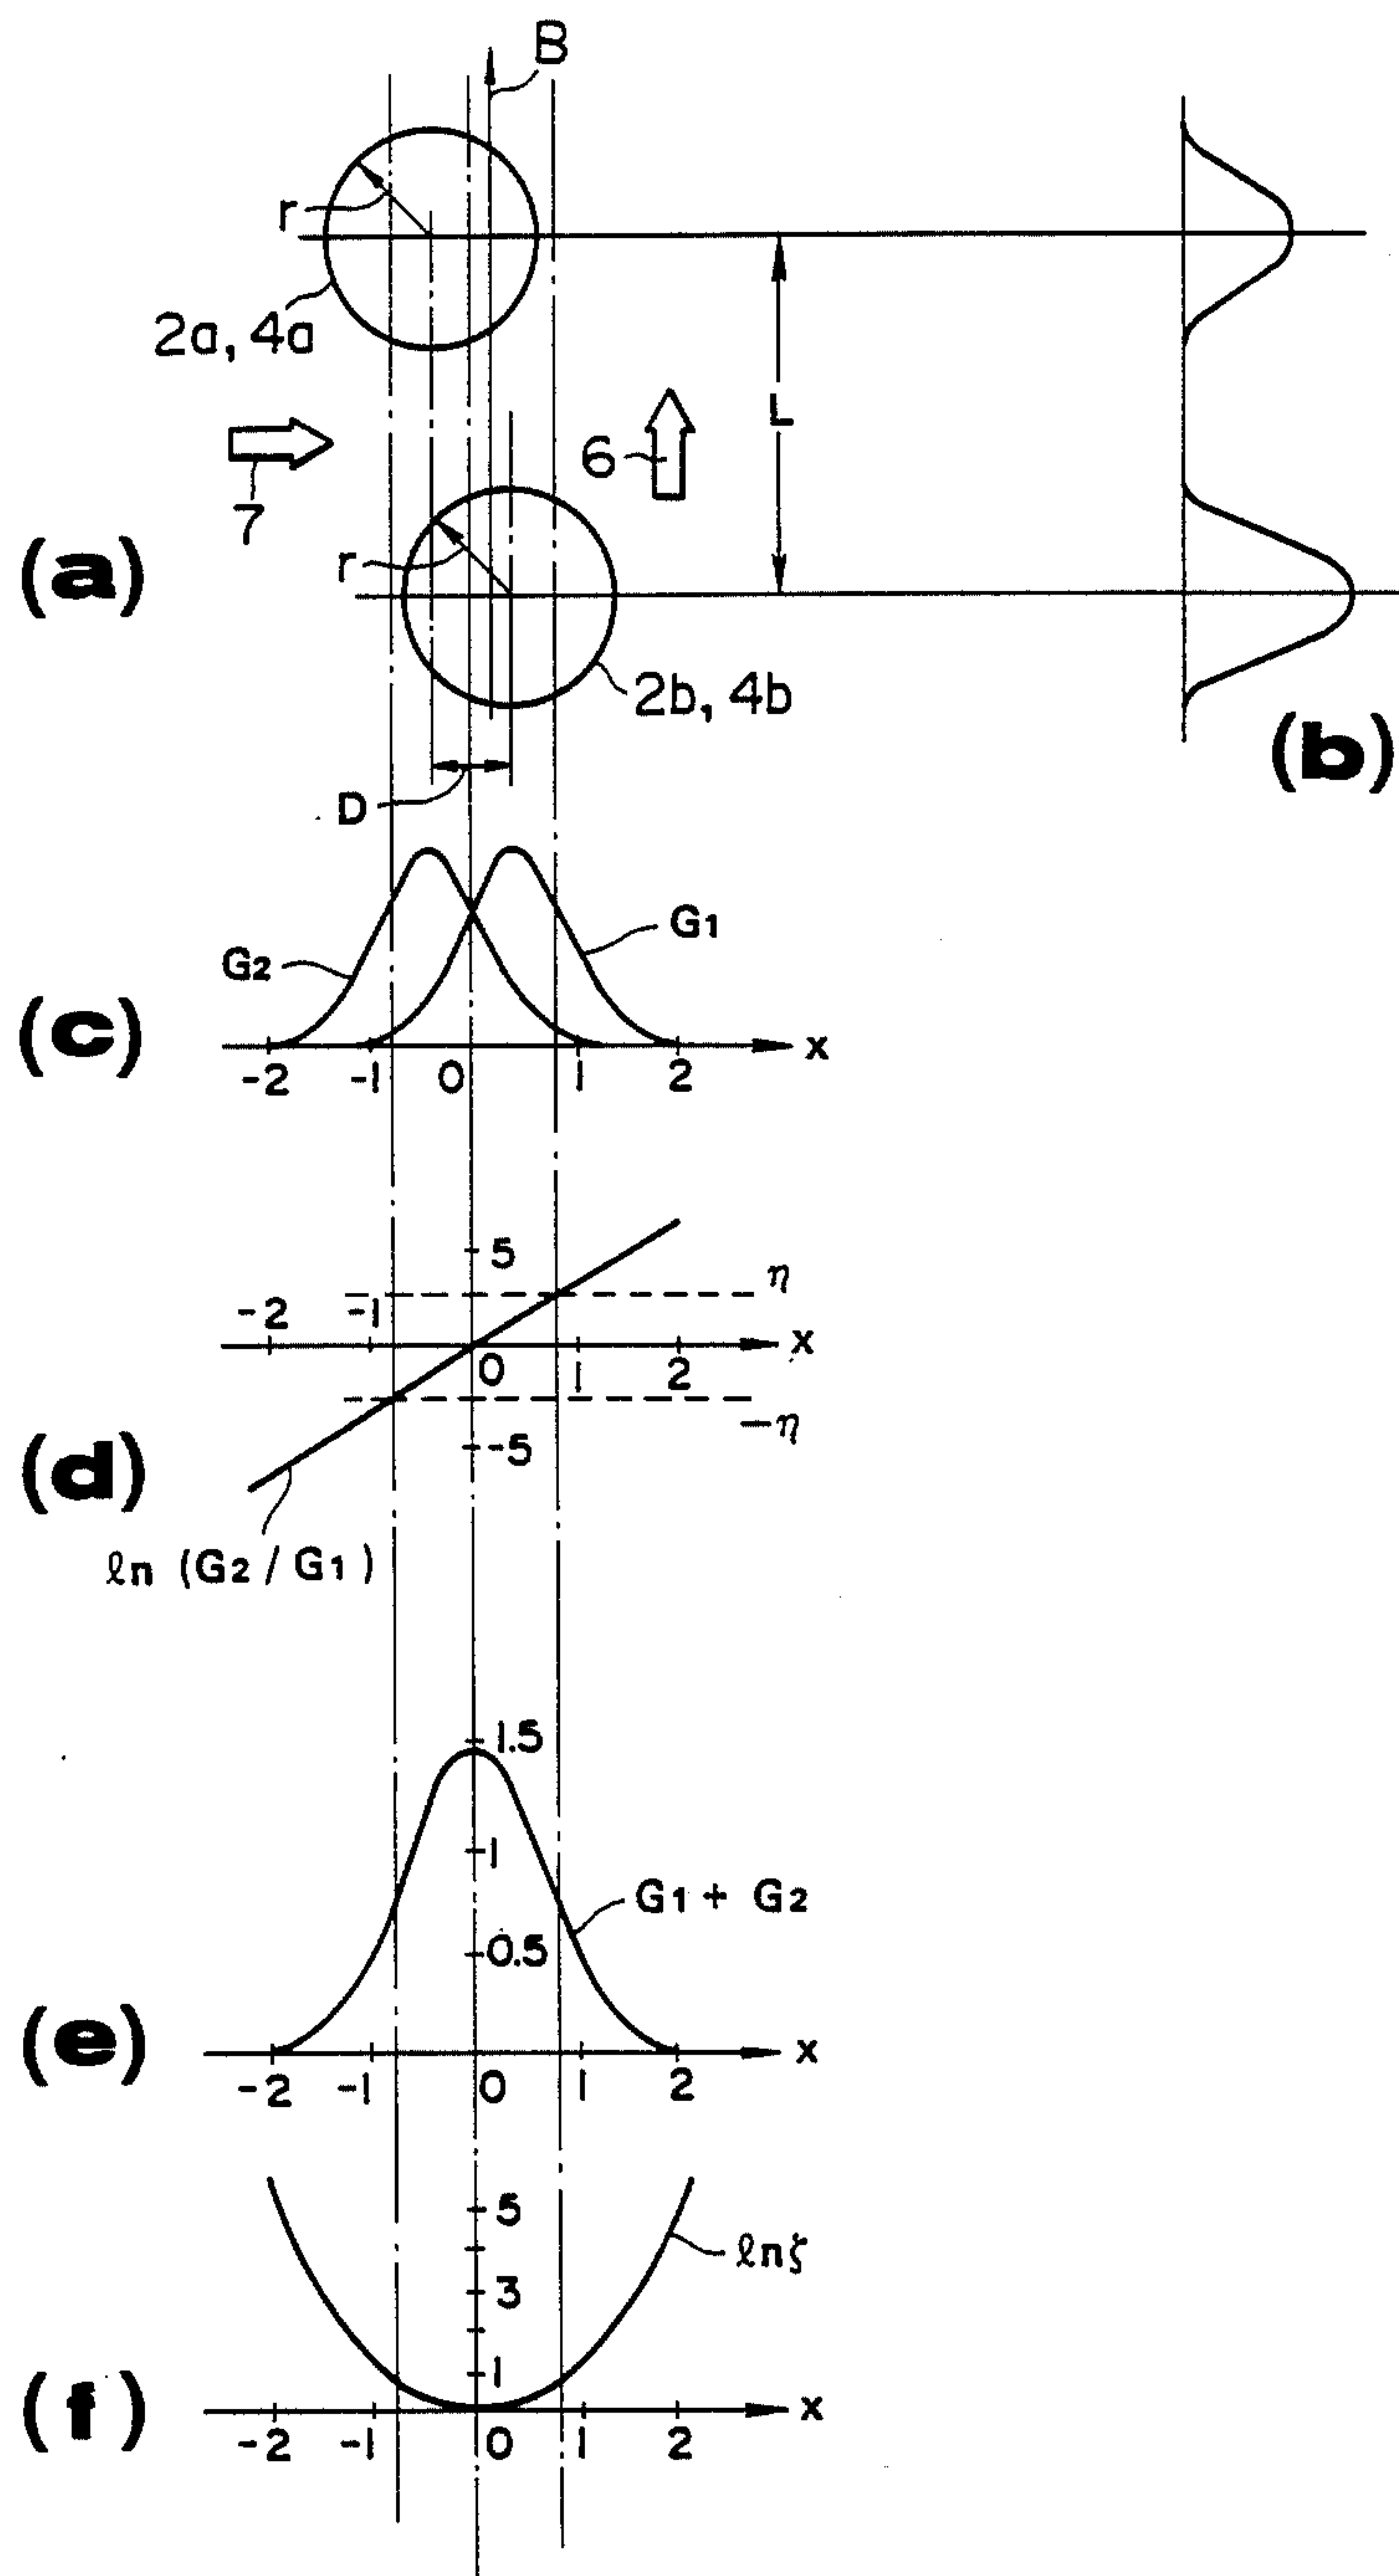 B
r
2a, 4a
7
6
L
(a)
r
2b, 4b
(b)
D
G2
G1
(c)
-2 -1 0 1 2 x
5
η
-2 -1
x
0 1 2
-η
-5
(d)
ℓn (G2 / G1)
1.5
1
G1 + G2
0.5
(e)
x
-2 -1 0 1 2
5
ℓnζ
3
1
(f)
x
-2 -1 0 1 2